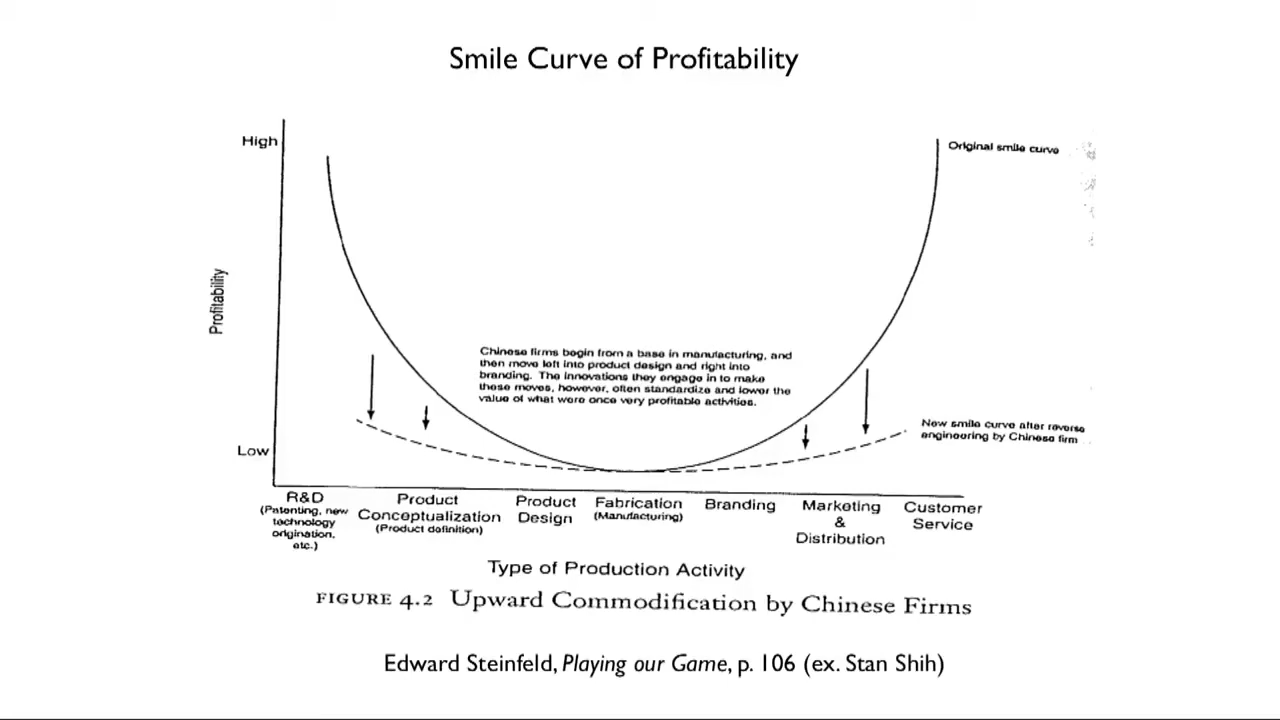 Smile Curve of Profitability
High
Original smile curve
Profitability
Chinese firms begin from a base in manufacturing, and
then move left into product design and right into
branding. The innovations they engage in to make
these moves, however, often standardize and lower the
value of what were once very profitable activities.
New smile curve after reverse
engineering by Chinese firm
Low
R&D
(Patenting, new
technology
origination,
etc.)
Product
Conceptualization
(Product definition)
Product
Design
Fabrication
(Manufacturing)
Branding
Marketing
&
Distribution
Customer
Service
Type of Production Activity
FIGURE 4.2 Upward Commodification by Chinese Firms
Edward Steinfeld, Playing our Game, p. 106 (ex. Stan Shih)